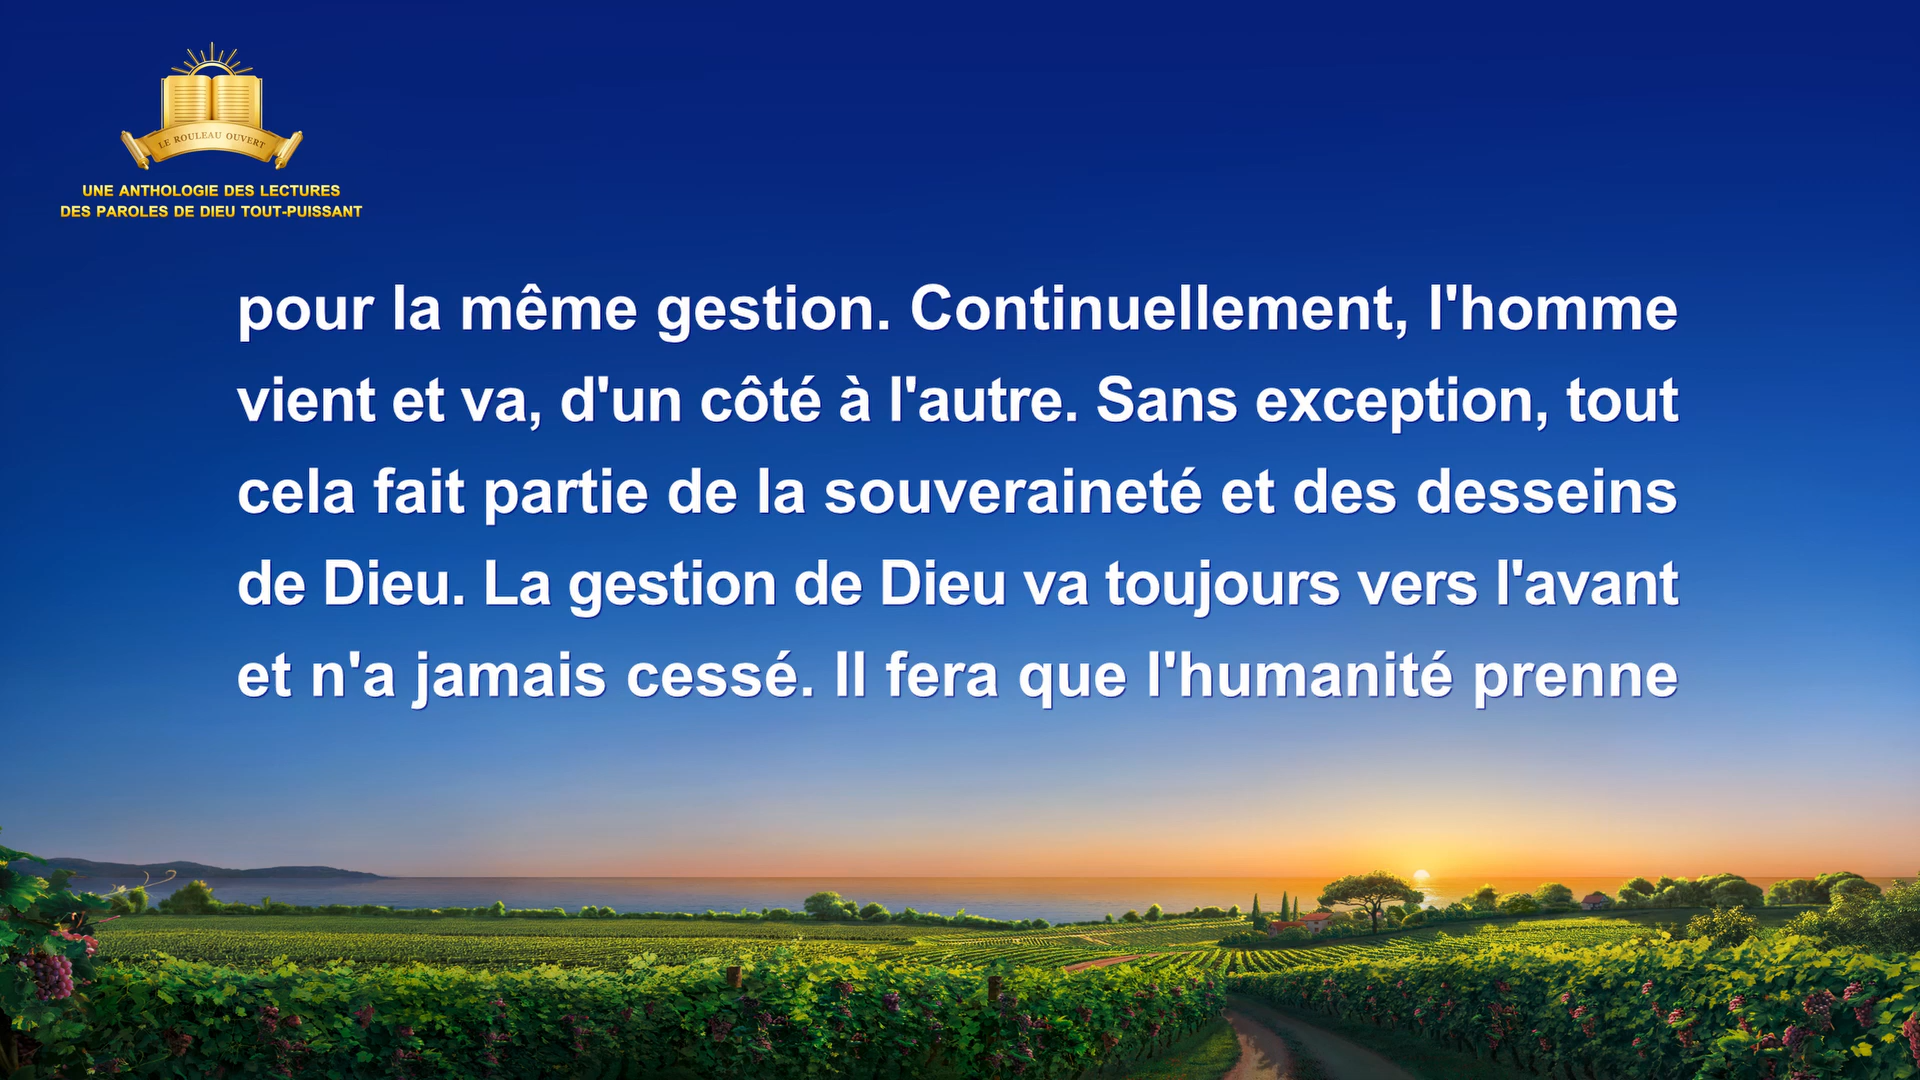 LE ROULEAU OUVERT
UNE ANTHOLOGIE DES LECTURES
DES PAROLES DE DIEU TOUT-PUISSANT
pour la même gestion. Continuellement, l'homme
vient et va, d'un côté à l'autre. Sans exception, tout
cela fait partie de la souveraineté et des desseins
de Dieu. La gestion de Dieu va toujours vers l'avant
et n'a jamais cessé. Il fera que l'humanité prenne